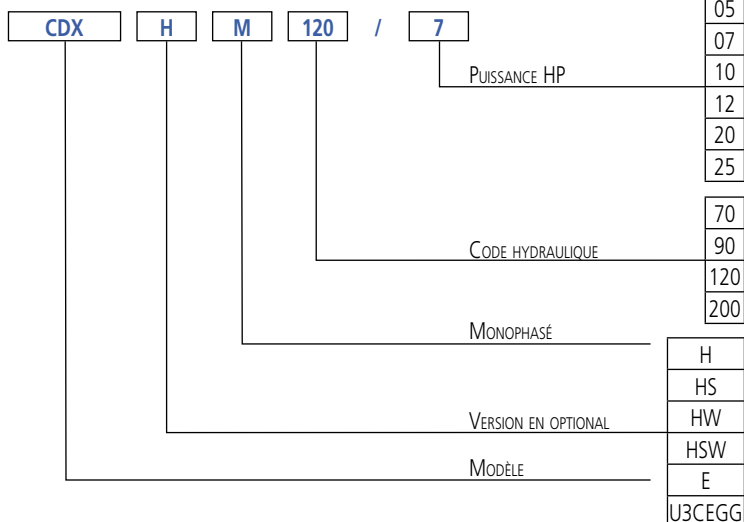 CDX H M 120 / 7
05
07
Puissance HP 10
12
20
25
70
Code hydraulique 90
120
200
Monophasé
H
HS
Version en optional HW
HSW
Modèle
E
U3CEGG